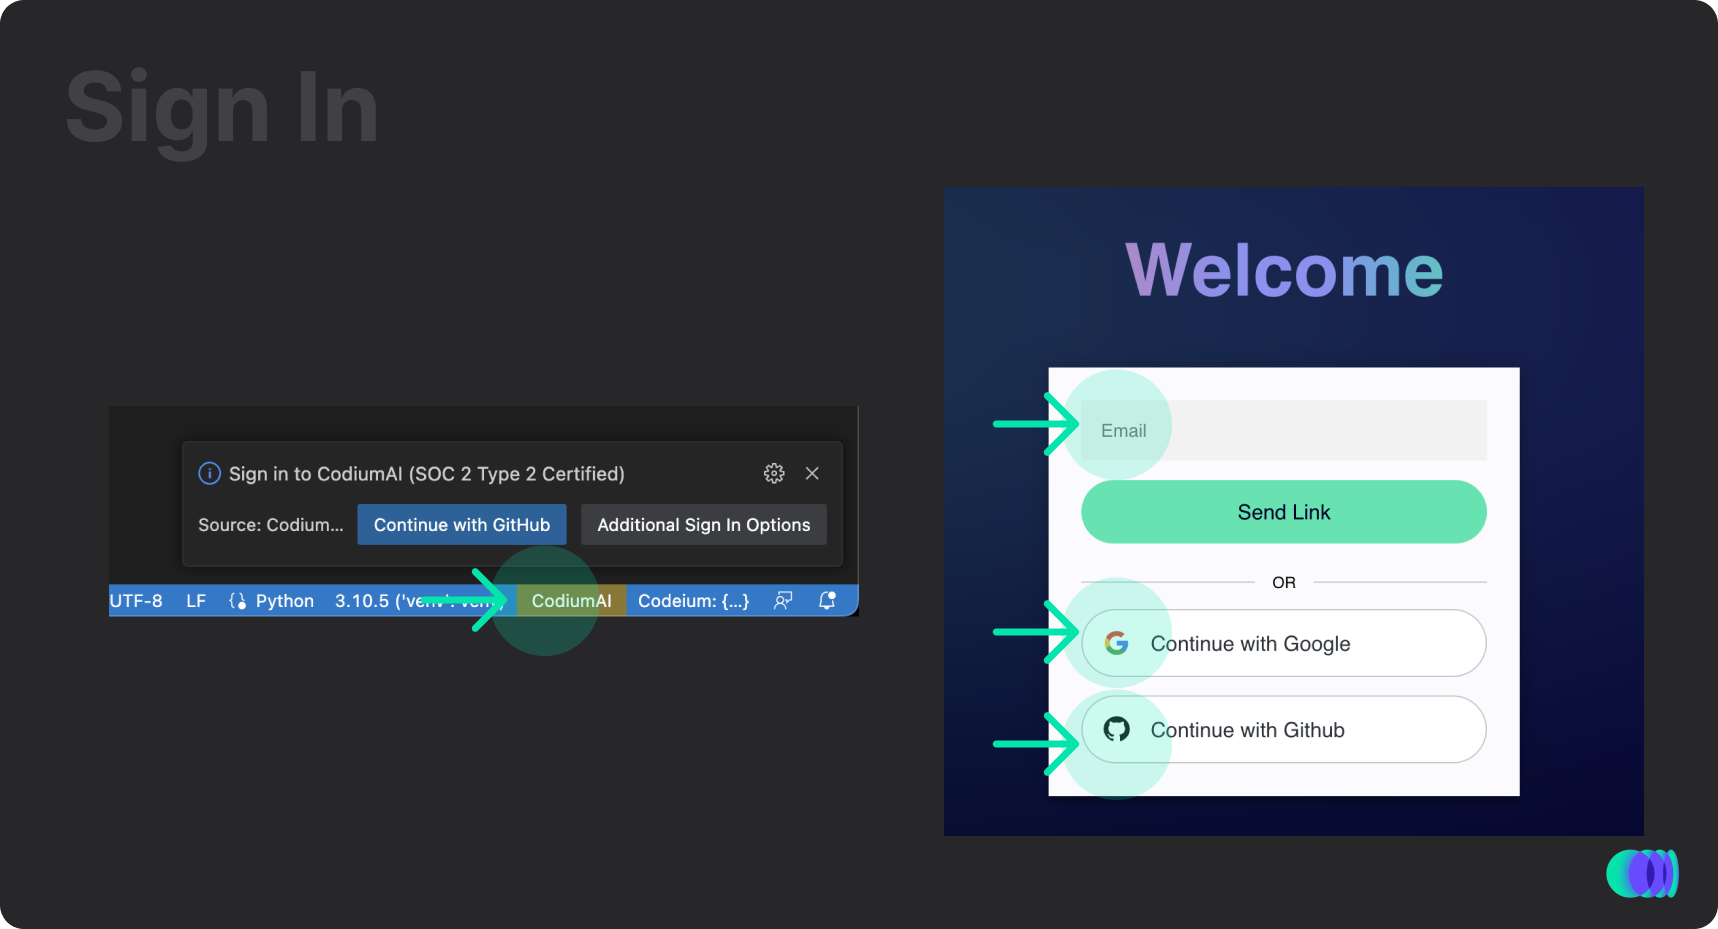 Sign In
Sign in to CodiumAI (SOC 2 Type 2 Certified)
Source: Codium... Continue with GitHub Additional Sign In Options
UTF-8 LF Python 3.10.5 ('venv': venv) CodiumAI Codeium: {...}
Welcome
Email
Send Link
OR
Continue with Google
Continue with Github